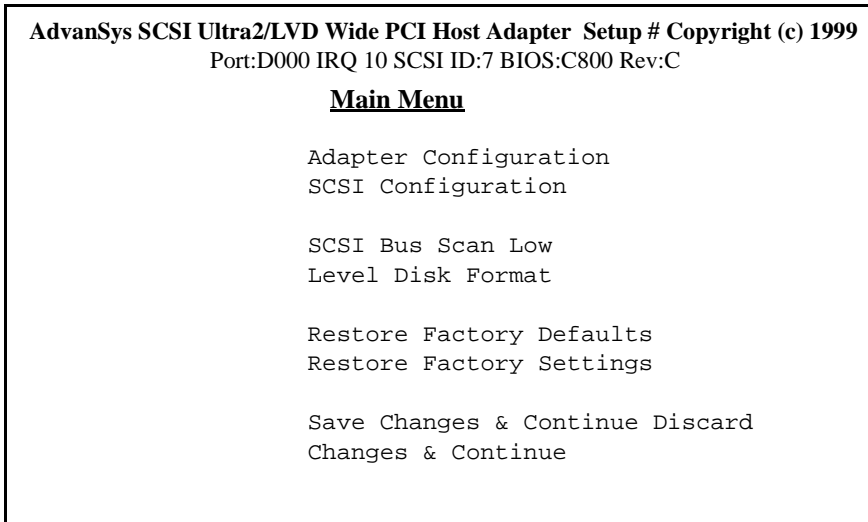 AdvanSys SCSI Ultra2/LVD Wide PCI Host Adapter Setup # Copyright (c) 1999
Port:D000 IRQ 10 SCSI ID:7 BIOS:C800 Rev:C
Main Menu
Adapter Configuration
SCSI Configuration
SCSI Bus Scan Low
Level Disk Format
Restore Factory Defaults
Restore Factory Settings
Save Changes & Continue Discard
Changes & Continue